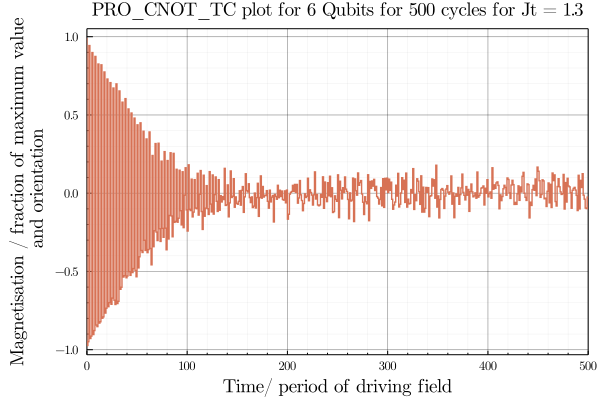 PRO_CNOT_TC plot for 6 Qubits for 500 cycles for Jt = 1.3
Magnetisation / fraction of maximum value
and orientation
1.0
0.5
0.0
−0.5
−1.0
0
100
200
300
400
500
Time/ period of driving field